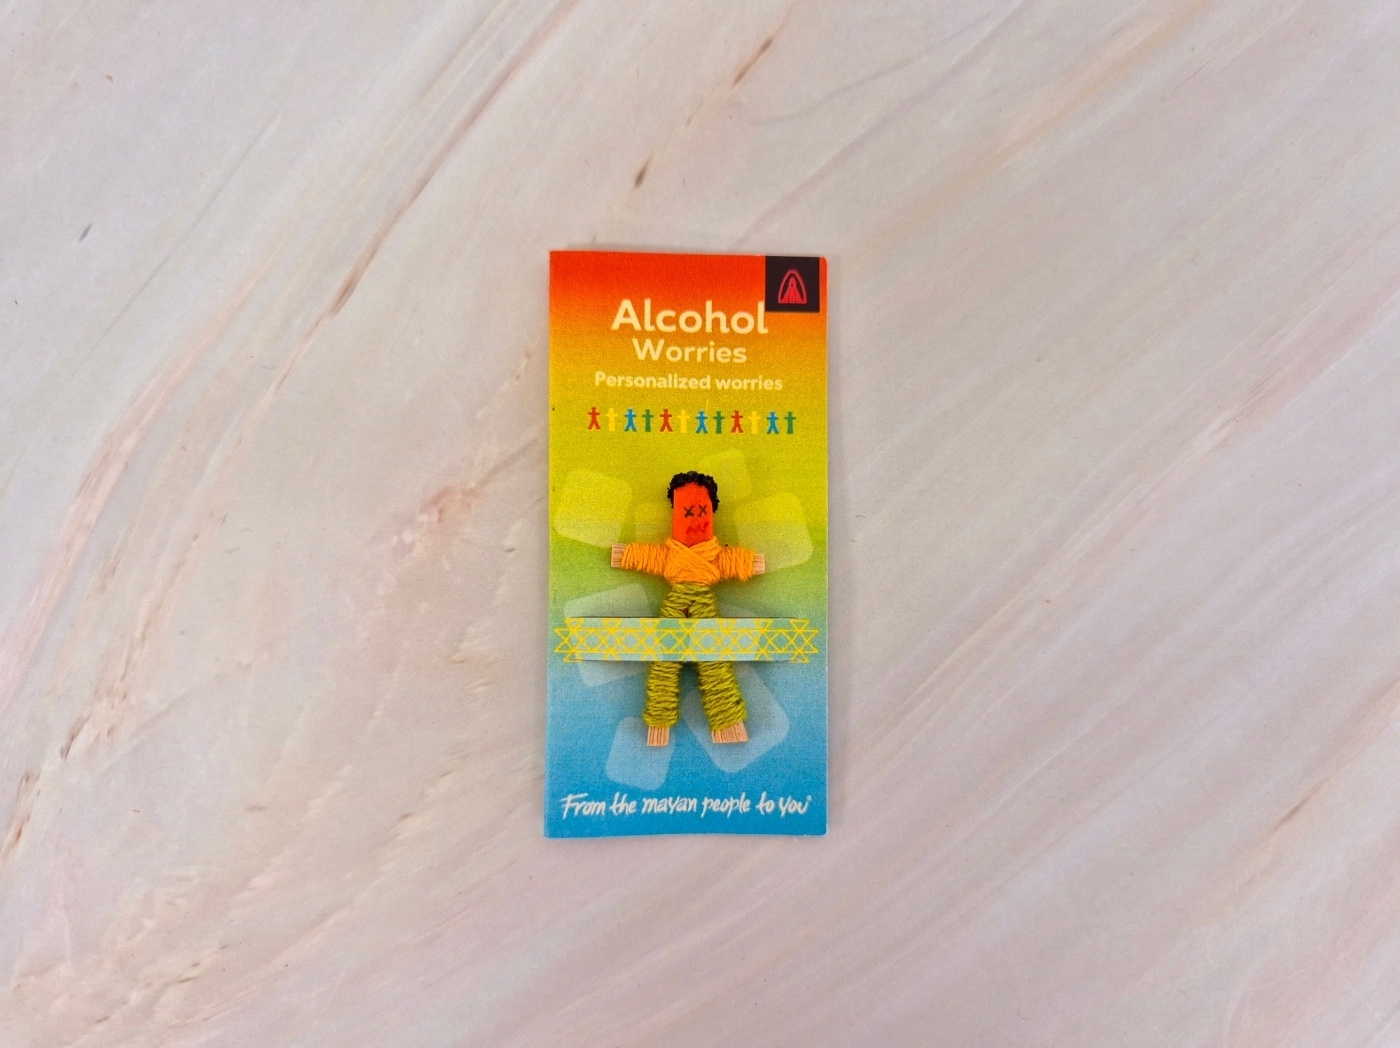 Alcohol
Worries
Personalized worries
From the mayan people to you